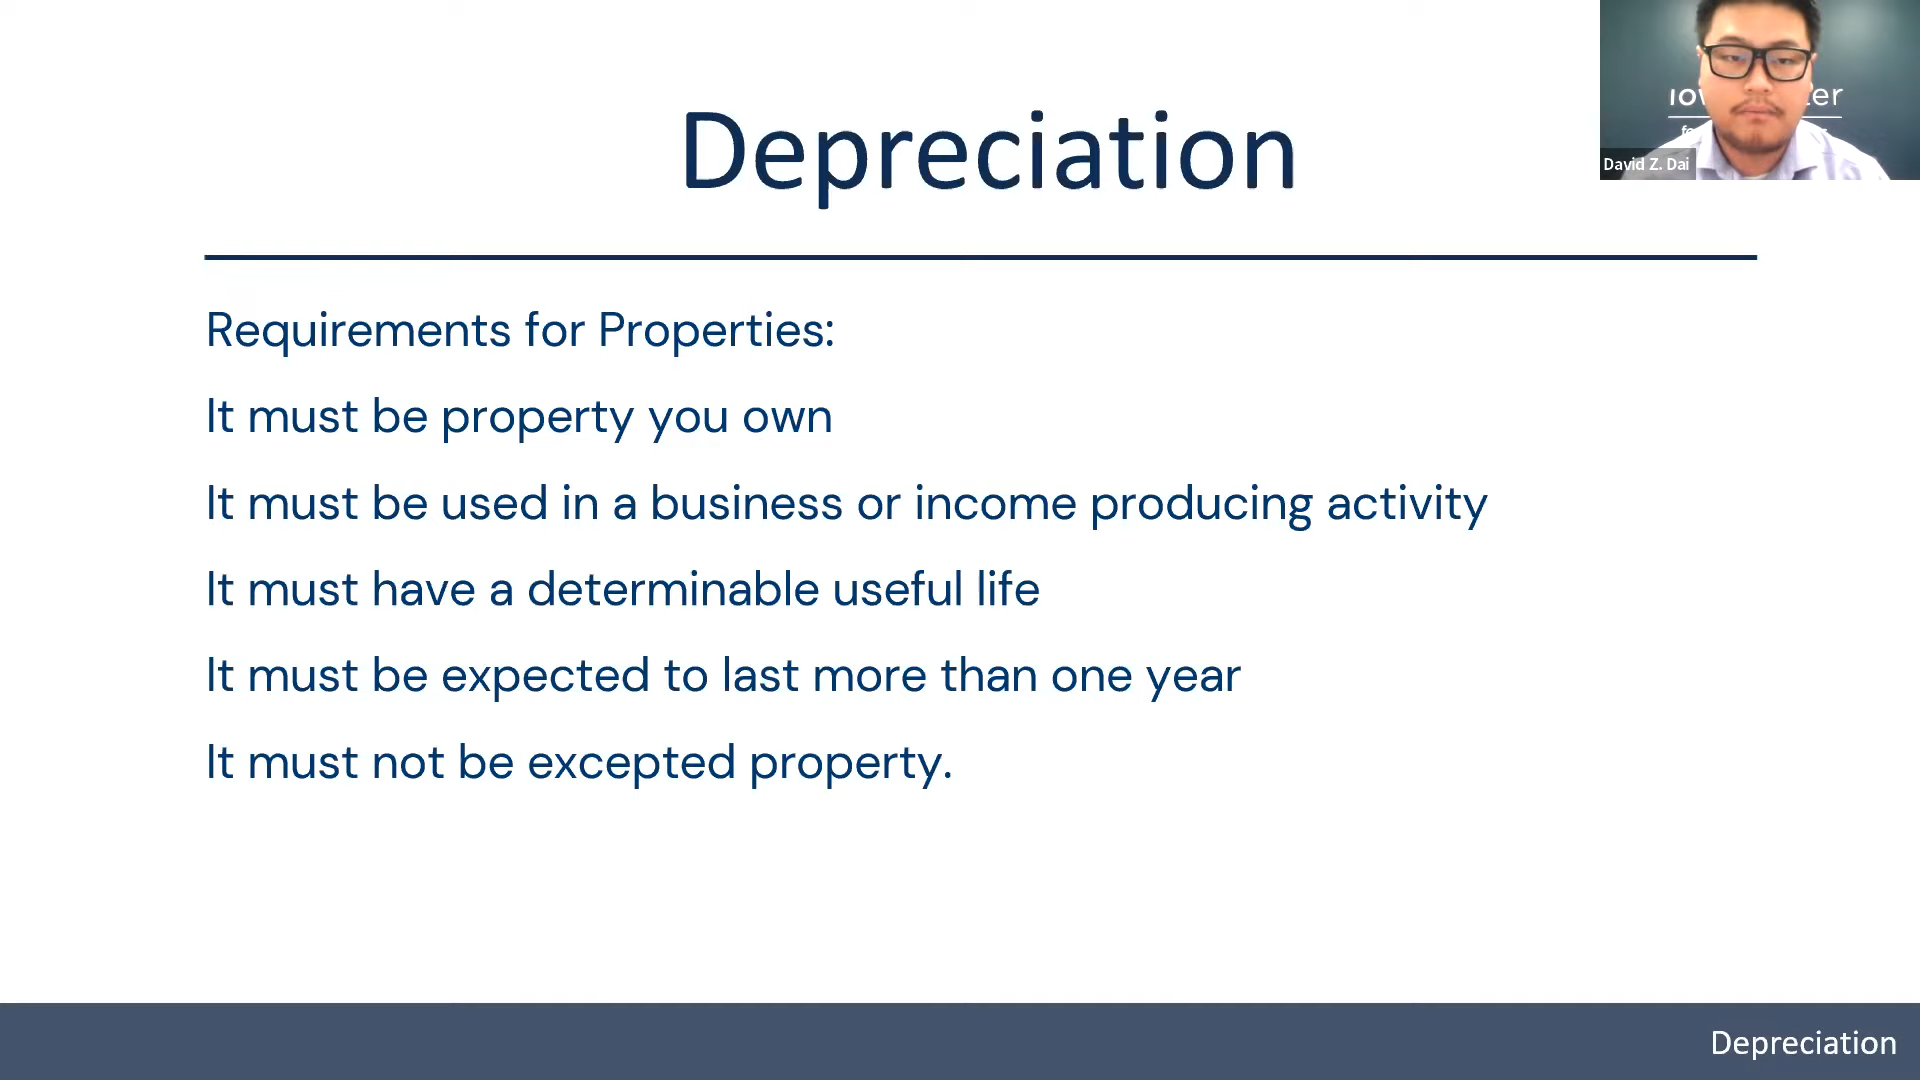 Depreciation
David Z. Dai
Requirements for Properties:
It must be property you own
It must be used in a business or income producing activity
It must have a determinable useful life
It must be expected to last more than one year
It must not be excepted property.
Depreciation